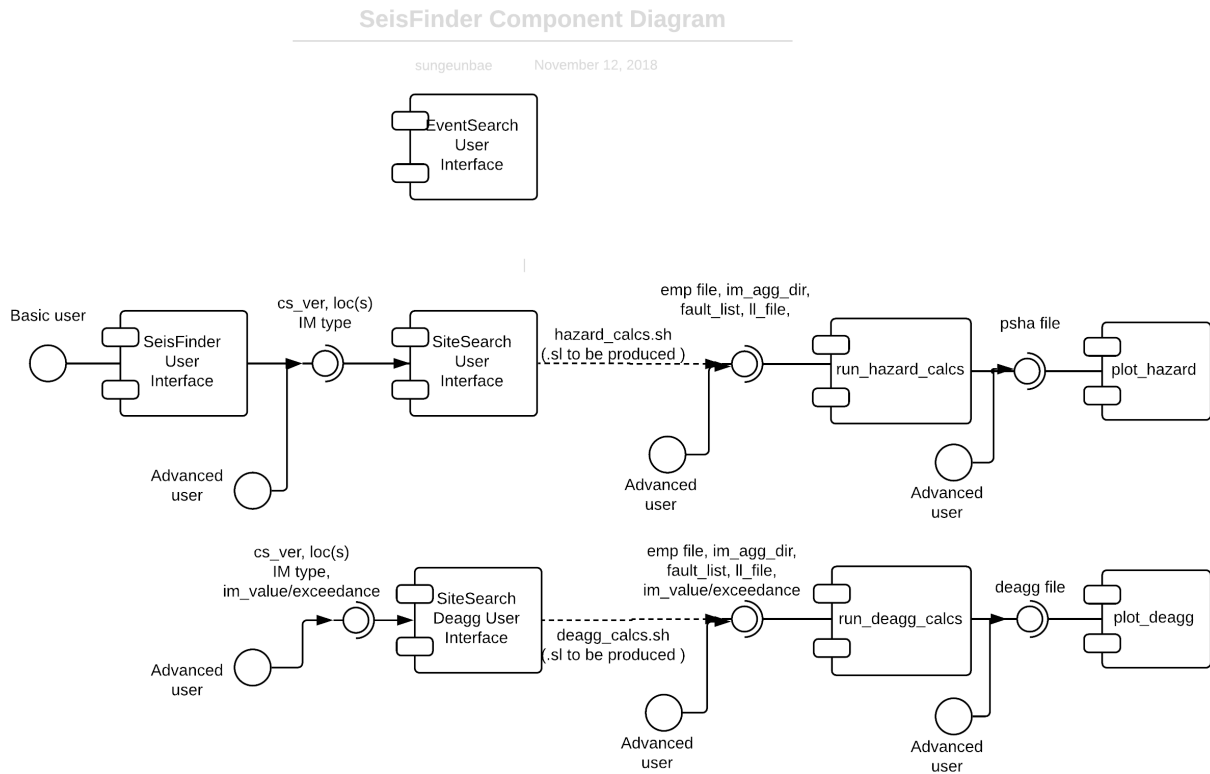 SeisFinder Component Diagram
sungeunbae November 12, 2018
EventSearch
User
Interface
Basic user
SeisFinder
User
Interface
cs_ver, loc(s)
IM type
SiteSearch
User
Interface
hazard_calcs.sh
(.sl to be produced )
emp file, im_agg_dir,
fault_list, ll_file,
run_hazard_calcs
psha file
plot_hazard
Advanced
user
Advanced
user
Advanced
user
cs_ver, loc(s)
IM type,
im_value/exceedance
SiteSearch
Deagg User
Interface
deagg_calcs.sh
(.sl to be produced )
emp file, im_agg_dir,
fault_list, ll_file,
im_value/exceedance
run_deagg_calcs
deagg file
plot_deagg
Advanced
user
Advanced
user
Advanced
user